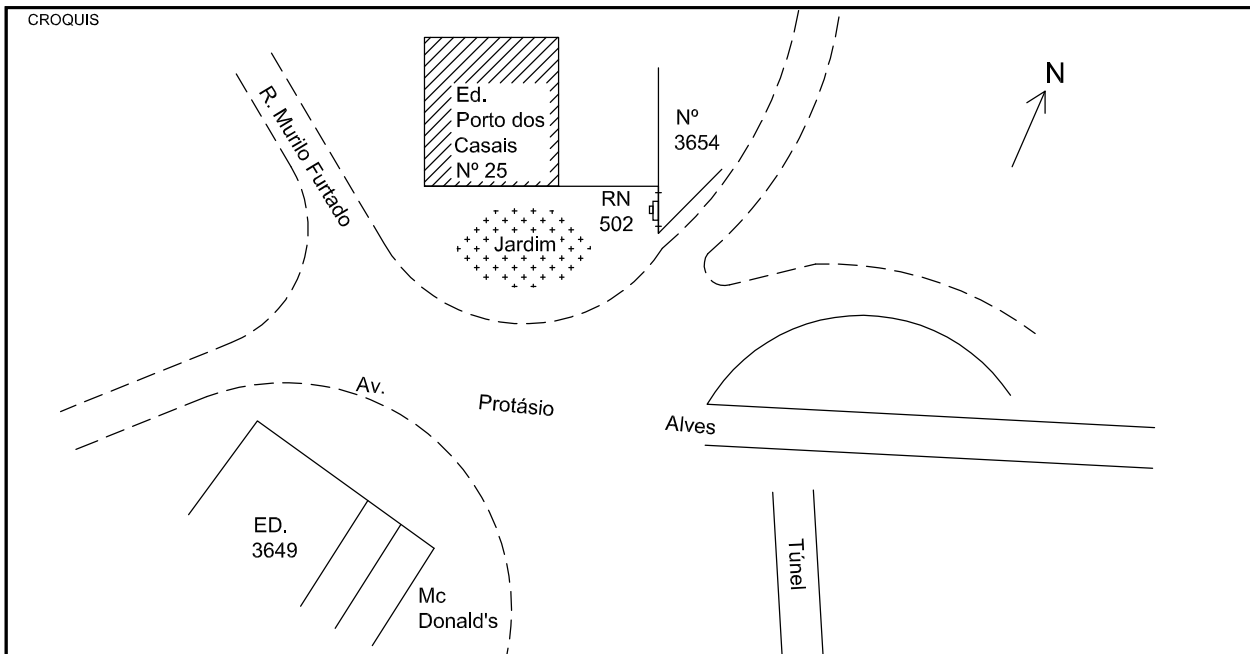 CROQUIS
R. Murilo Furtado
Ed.
Porto dos
Casais
Nº 25
Nº
3654
N
RN
502
Jardim
Av.
Protásio
Alves
ED.
3649
Mc
Donald's
Túnel